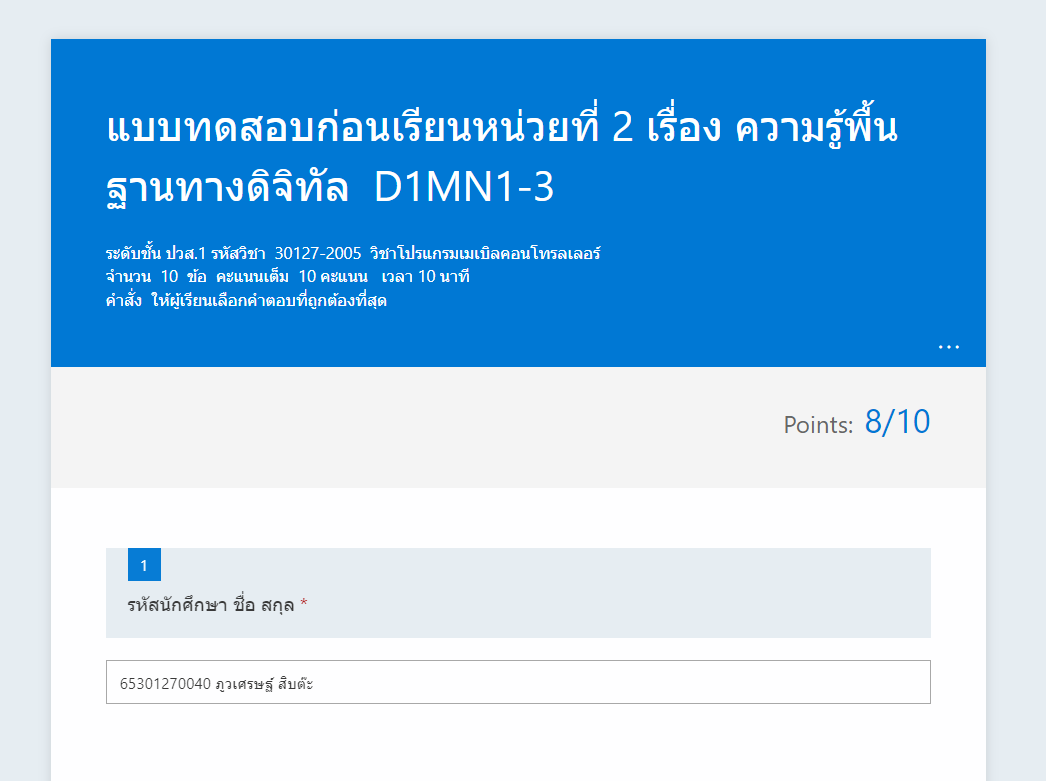 แบบทดสอบก่อนเรียนหน่วยที่ 2 เรื่อง ความรู้พื้น
ฐานทางดิจิทัล  D1MN1-3
ระดับชั้น ปวส.1 รหัสวิชา  30127-2005  วิชาโปรแกรมเมเบิลคอนโทรลเลอร์
จำนวน  10  ข้อ  คะแนนเต็ม  10 คะแนน   เวลา 10 นาที
คำสั่ง  ให้ผู้เรียนเลือกคำตอบที่ถูกต้องที่สุด
...
Points: 8/10
1
รหัสนักศึกษา ชื่อ สกุล *
65301270040 ภูวเศรษฐ์ สิบต๊ะ